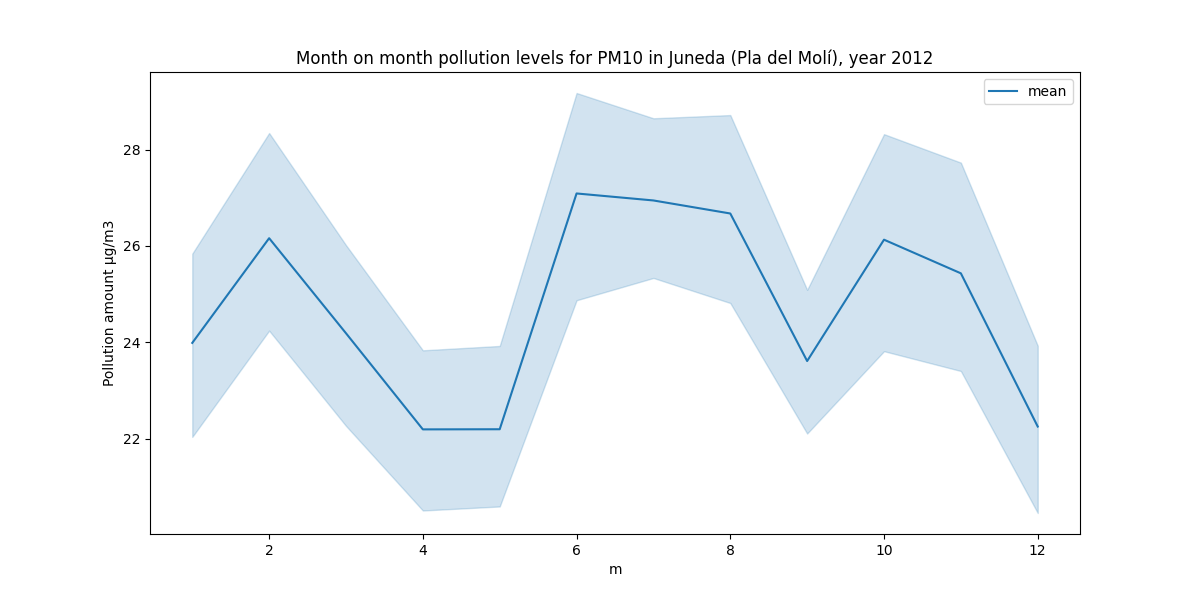 Month on month pollution levels for PM10 in Juneda (Pla del Molí), year 2012
mean
Pollution amount µg/m3
28
26
24
22
2
4
6
8
10
12
m